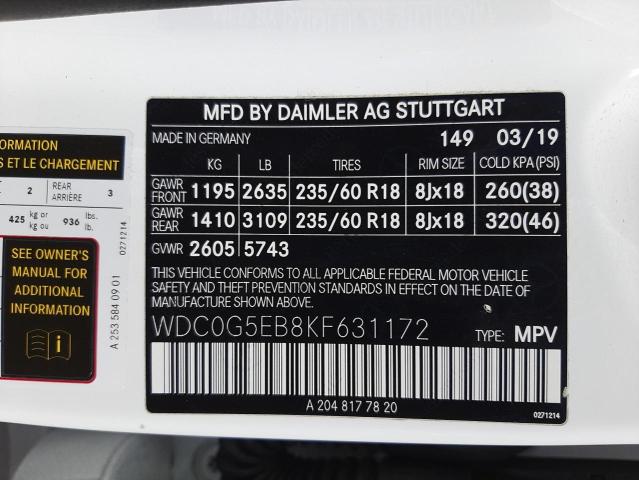 ORMATION
S ET LE CHARGEMENT
2 REAR ARRIÈRE 3
425 kg or kg ou 936 lbs. lb.
0271214
SEE OWNER'S
MANUAL FOR
ADDITIONAL
INFORMATION
A 253 584 09 01
MFD BY DAIMLER AG STUTTGART
MADE IN GERMANY 149 03/19
KG LB TIRES RIM SIZE COLD KPA (PSI)
GAWR FRONT 1195 2635 235/60 R18 8Jx18 260(38)
GAWR REAR 1410 3109 235/60 R18 8Jx18 320(46)
GVWR 2605 5743
THIS VEHICLE CONFORMS TO ALL APPLICABLE FEDERAL MOTOR VEHICLE
SAFETY AND THEFT PREVENTION STANDARDS IN EFFECT ON THE DATE OF
MANUFACTURE SHOWN ABOVE.
WDC0G5EB8KF631172 TYPE: MPV
A 204 817 78 20
0271214